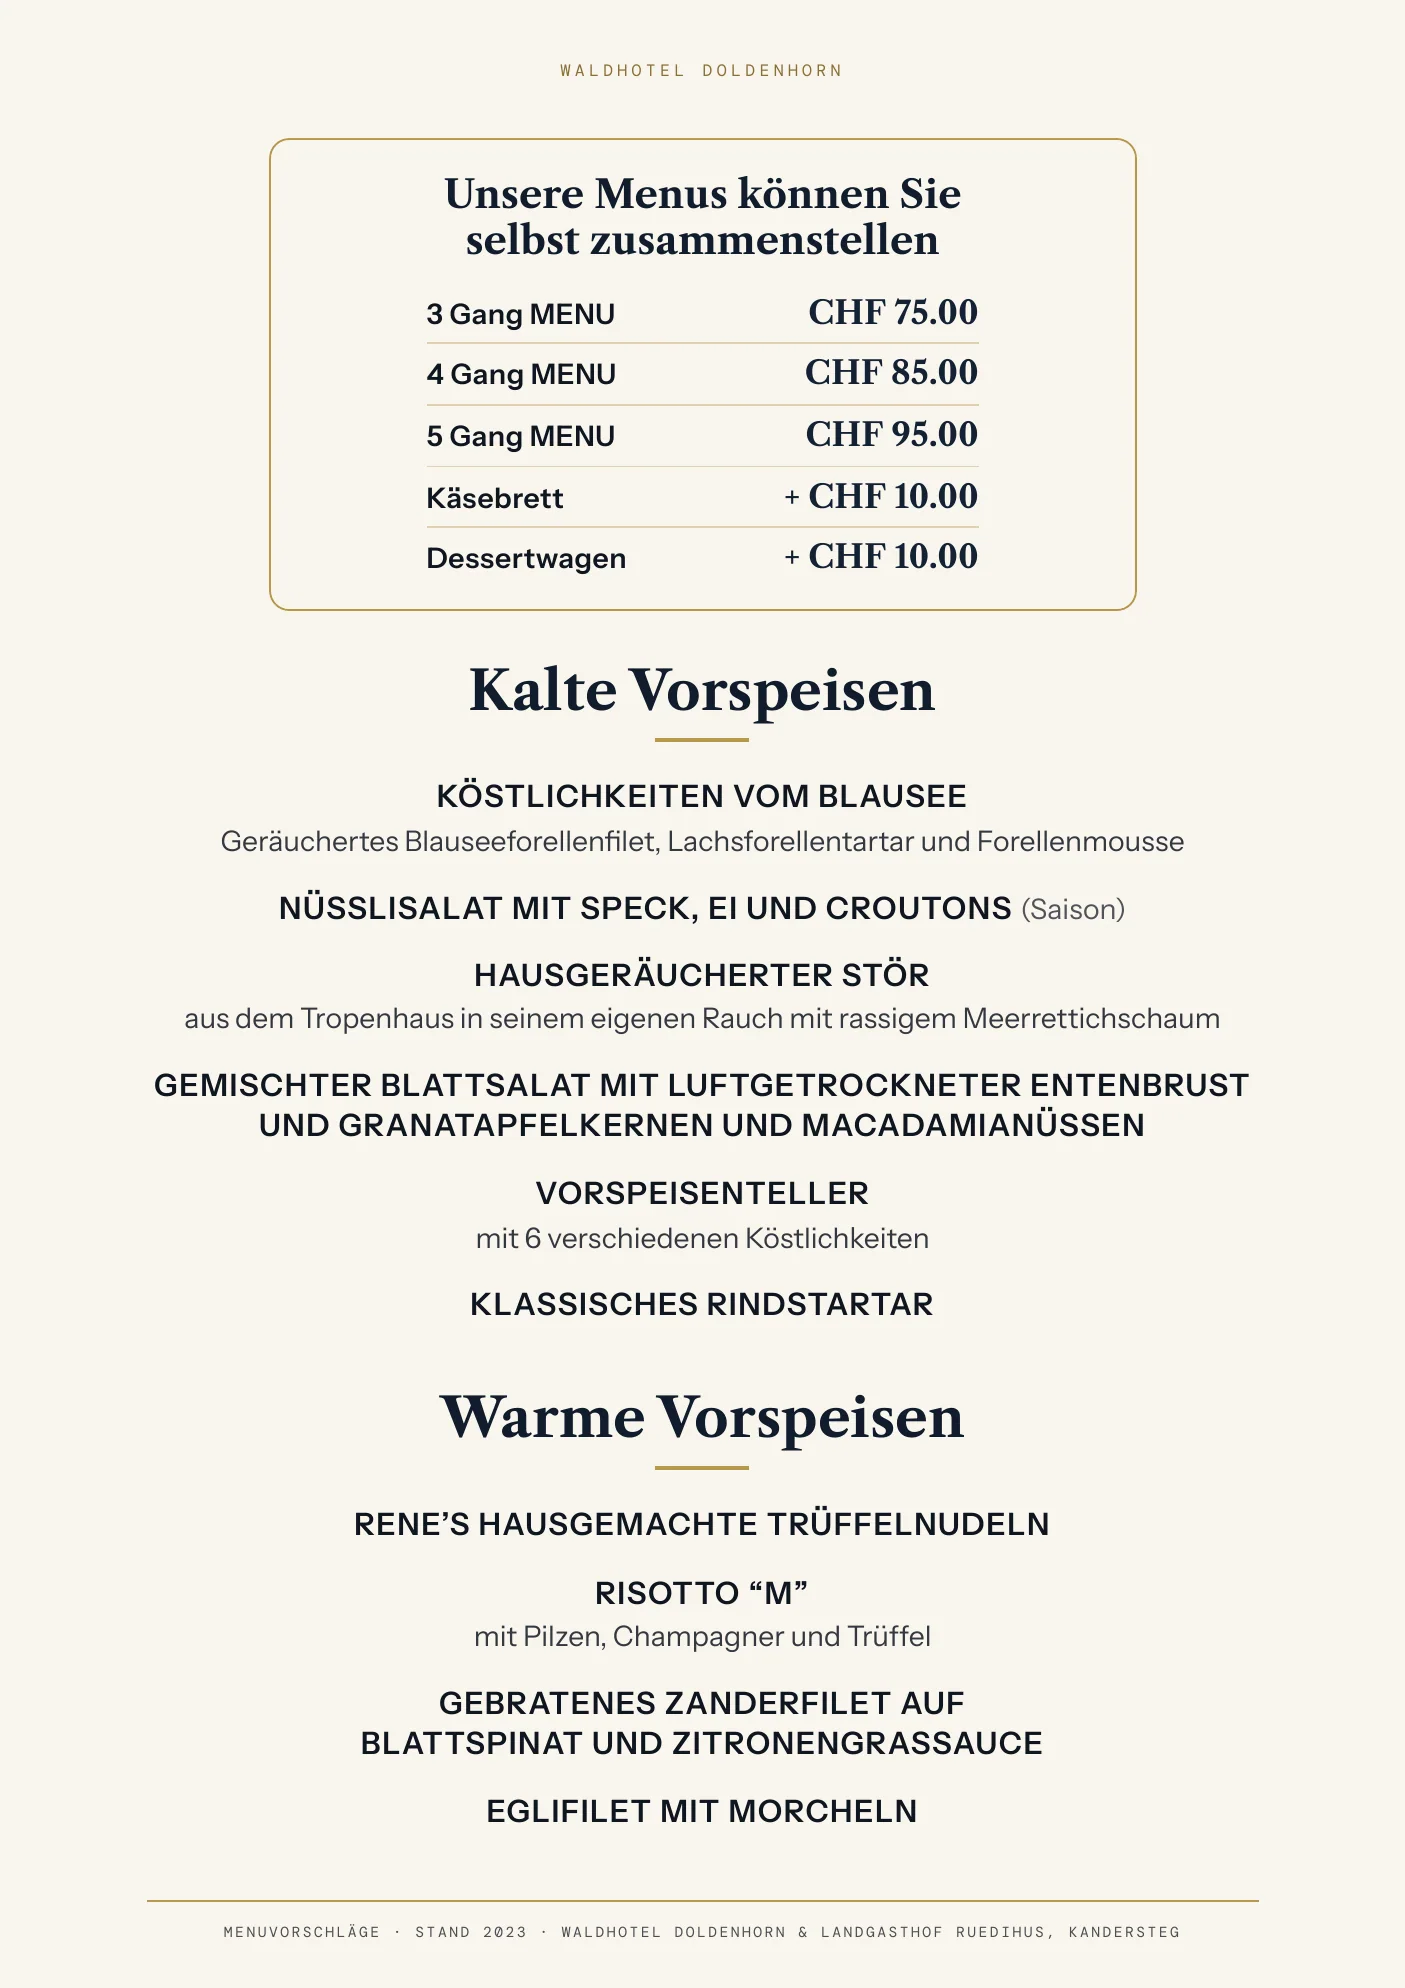 WALDHOTEL DOLDENHORN
Unsere Menus können Sie
selbst zusammenstellen
3 Gang MENU CHF 75.00
4 Gang MENU CHF 85.00
5 Gang MENU CHF 95.00
Käsebrett + CHF 10.00
Dessertwagen + CHF 10.00
Kalte Vorspeisen
KÖSTLICHKEITEN VOM BLAUSEE
Geräuchertes Blauseeforellenfilet, Lachsforellentartar und Forellenmousse
NÜSSLISALAT MIT SPECK, EI UND CROUTONS (Saison)
HAUSGERÄUCHERTER STÖR
aus dem Tropenhaus in seinem eigenen Rauch mit rassigem Meerrettichschaum
GEMISCHTER BLATTSALAT MIT LUFTGETROCKNETER ENTENBRUST
UND GRANATAPFELKERNEN UND MACADAMIANÜSSEN
VORSPEISENTELLER
mit 6 verschiedenen Köstlichkeiten
KLASSISCHES RINDSTARTAR
Warme Vorspeisen
RENE’S HAUSGEMACHTE TRÜFFELNUDELN
RISOTTO “M”
mit Pilzen, Champagner und Trüffel
GEBRATENES ZANDERFILET AUF
BLATTSPINAT UND ZITRONENGRASSAUCE
EGLIFILET MIT MORCHELN
MENUVORSCHLÄGE · STAND 2023 · WALDHOTEL DOLDENHORN & LANDGASTHOF RUEDIHUS, KANDERSTEG